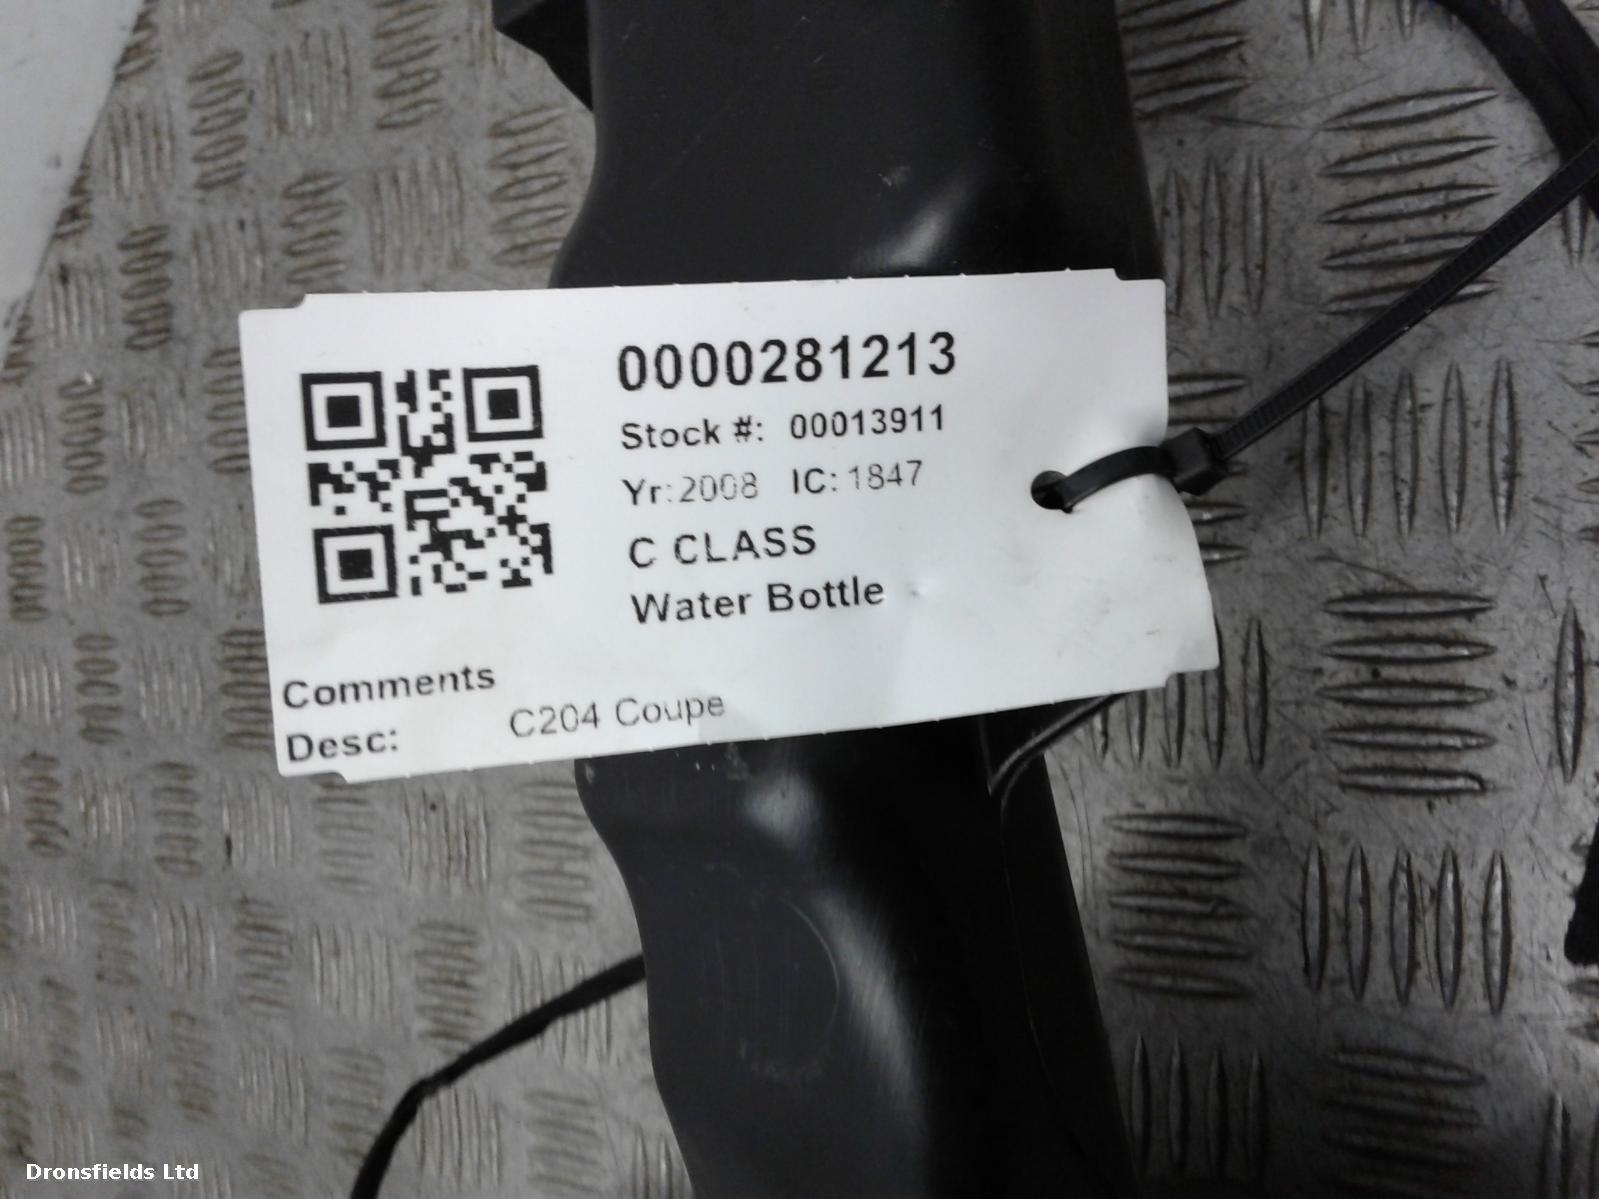 0000281213
Stock #: 00013911
Yr: 2008 IC: 1847
C CLASS
Water Bottle
Comments
Desc: C204 Coupe
Dronsfields Ltd